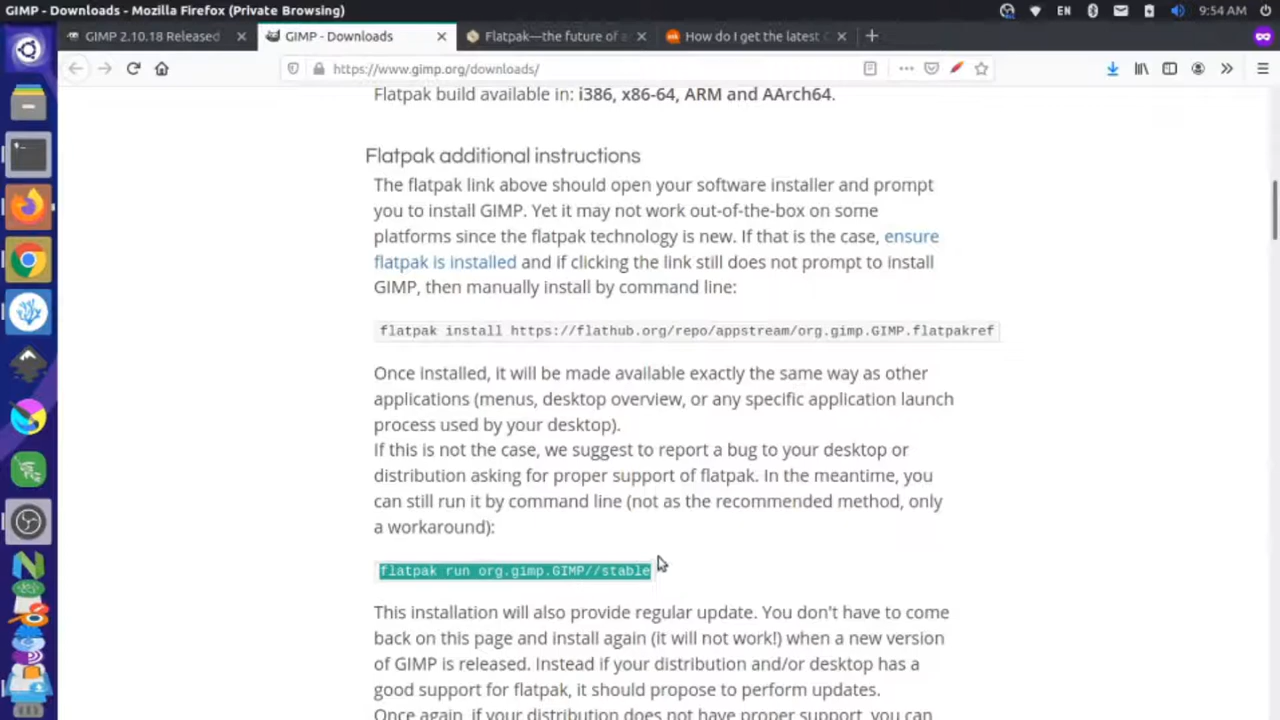 GIMP - Downloads - Mozilla Firefox (Private Browsing)
EN
9:54 AM
GIMP 2.10.18 Released
GIMP - Downloads
Flatpak—the future of
How do I get the latest
https://www.gimp.org/downloads/
Flatpak build available in: i386, x86-64, ARM and AArch64.
Flatpak additional instructions
The flatpak link above should open your software installer and prompt
you to install GIMP. Yet it may not work out-of-the-box on some
platforms since the flatpak technology is new. If that is the case, ensure
flatpak is installed and if clicking the link still does not prompt to install
GIMP, then manually install by command line:
flatpak install https://flathub.org/repo/appstream/org.gimp.GIMP.flatpakref
Once installed, it will be made available exactly the same way as other
applications (menus, desktop overview, or any specific application launch
process used by your desktop).
If this is not the case, we suggest to report a bug to your desktop or
distribution asking for proper support of flatpak. In the meantime, you
can still run it by command line (not as the recommended method, only
a workaround):
flatpak run org.gimp.GIMP//stable
This installation will also provide regular update. You don't have to come
back on this page and install again (it will not work!) when a new version
of GIMP is released. Instead if your distribution and/or desktop has a
good support for flatpak, it should propose to perform updates.
Once again, if your distribution does not have proper support, you can